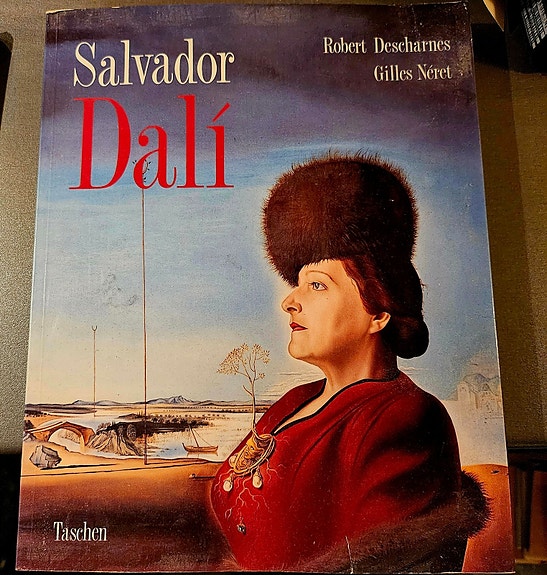 Salvador
Dalí
Robert Descharnes
Gilles Néret
Taschen